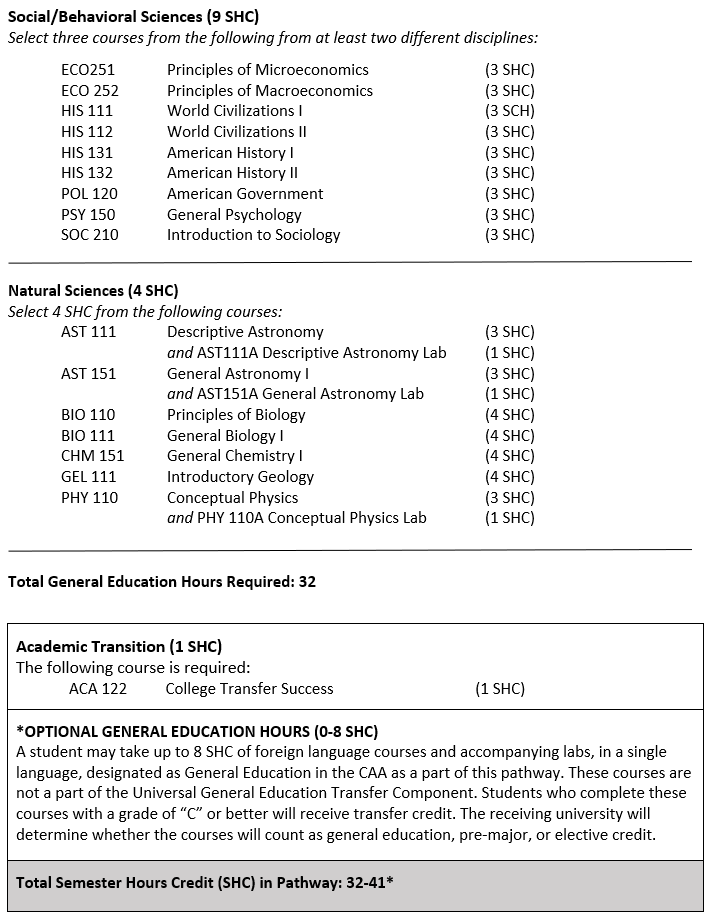 Social/Behavioral Sciences (9 SHC)
Select three courses from the following from at least two different disciplines:
ECO251 Principles of Microeconomics (3 SHC)
ECO 252 Principles of Macroeconomics (3 SHC)
HIS 111 World Civilizations I (3 SCH)
HIS 112 World Civilizations II (3 SHC)
HIS 131 American History I (3 SHC)
HIS 132 American History II (3 SHC)
POL 120 American Government (3 SHC)
PSY 150 General Psychology (3 SHC)
SOC 210 Introduction to Sociology (3 SHC)
Natural Sciences (4 SHC)
Select 4 SHC from the following courses:
AST 111 Descriptive Astronomy (3 SHC)
and AST111A Descriptive Astronomy Lab (1 SHC)
AST 151 General Astronomy I (3 SHC)
and AST151A General Astronomy Lab (1 SHC)
BIO 110 Principles of Biology (4 SHC)
BIO 111 General Biology I (4 SHC)
CHM 151 General Chemistry I (4 SHC)
GEL 111 Introductory Geology (4 SHC)
PHY 110 Conceptual Physics (3 SHC)
and PHY 110A Conceptual Physics Lab (1 SHC)
Total General Education Hours Required: 32
Academic Transition (1 SHC)
The following course is required:
ACA 122 College Transfer Success (1 SHC)
*OPTIONAL GENERAL EDUCATION HOURS (0-8 SHC)
A student may take up to 8 SHC of foreign language courses and accompanying labs, in a single
language, designated as General Education in the CAA as a part of this pathway. These courses are
not a part of the Universal General Education Transfer Component. Students who complete these
courses with a grade of “C” or better will receive transfer credit. The receiving university will
determine whether the courses will count as general education, pre-major, or elective credit.
Total Semester Hours Credit (SHC) in Pathway: 32-41*